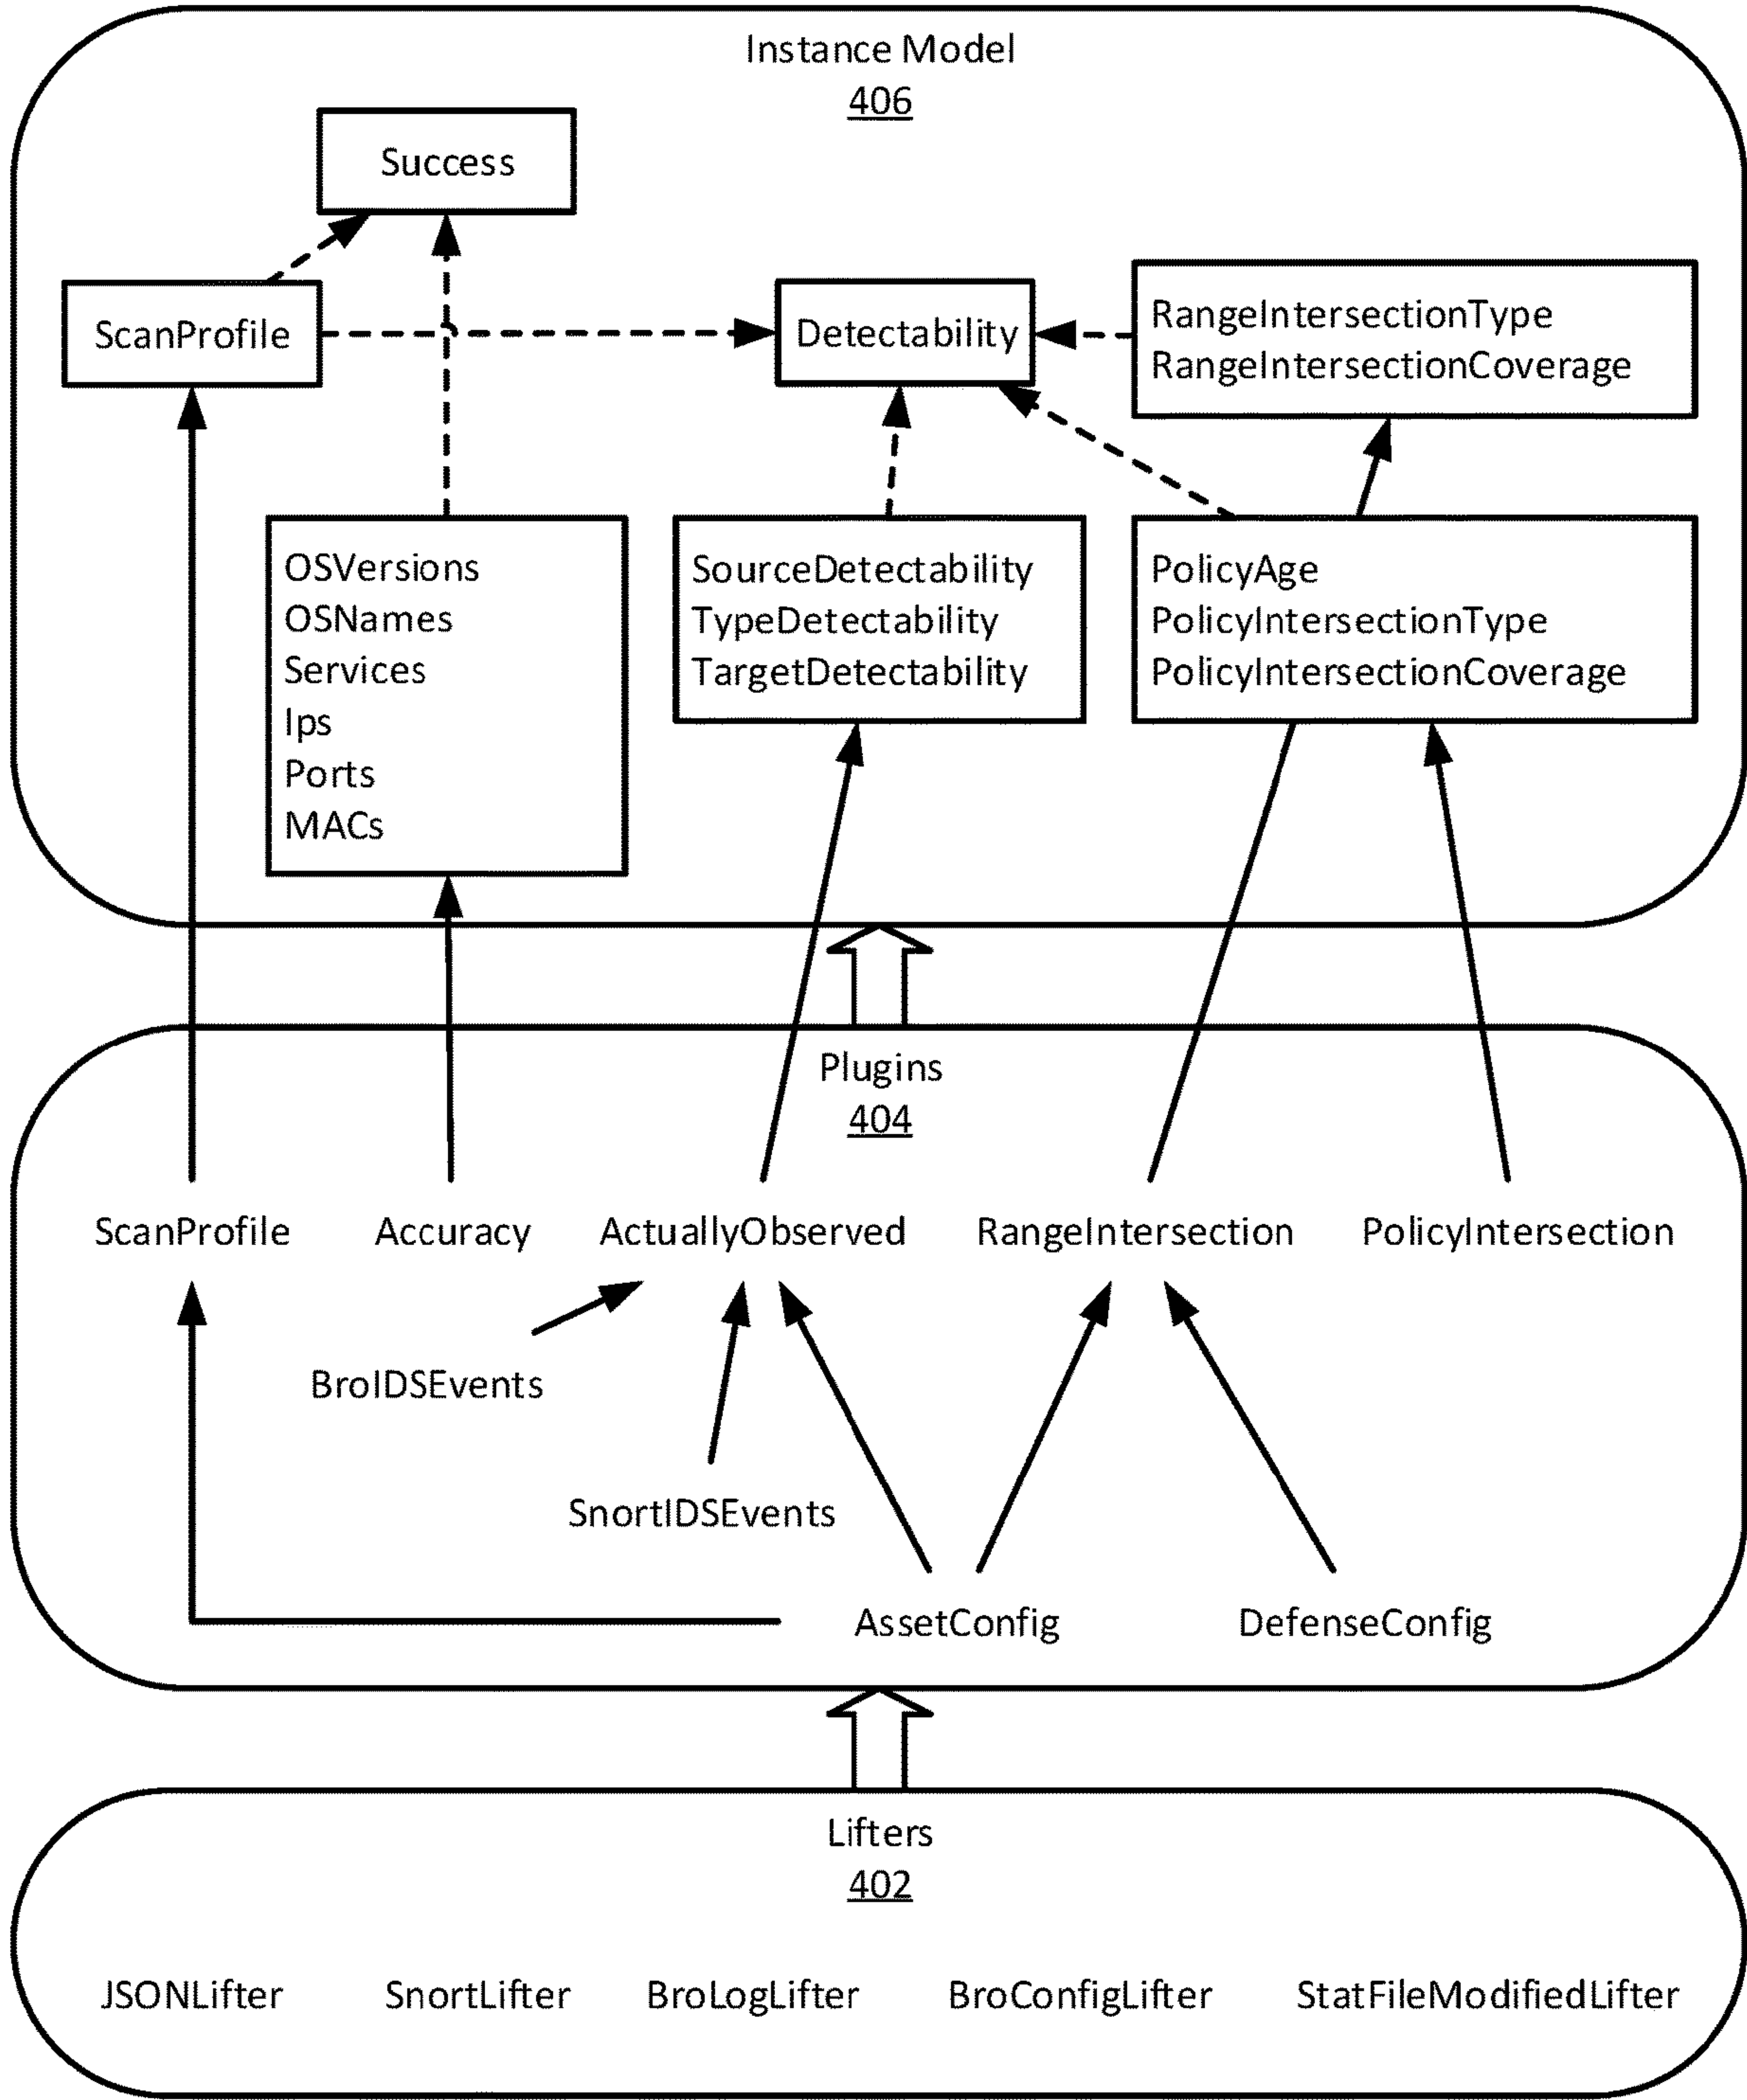 Instance Model
406
Success
ScanProfile
Detectability
RangeIntersectionType
RangeIntersectionCoverage
OSVersions
OSNames
Services
Ips
Ports
MACs
SourceDetectability
TypeDetectability
TargetDetectability
PolicyAge
PolicyIntersectionType
PolicyIntersectionCoverage
Plugins
404
ScanProfile
Accuracy
ActuallyObserved
RangeIntersection
PolicyIntersection
BroIDSEvents
SnortIDSEvents
AssetConfig
DefenseConfig
Lifters
402
JSONLifter
SnortLifter
BroLogLifter
BroConfigLifter
StatFileModifiedLifter